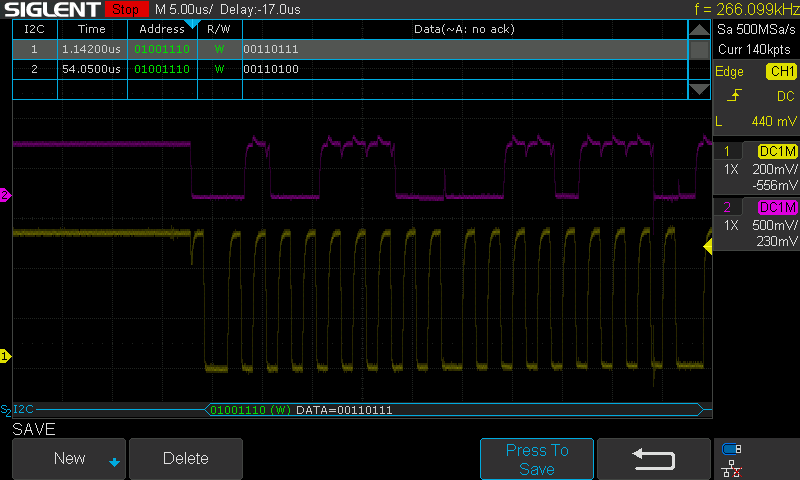 SIGLENT Stop M 5.00us/ Delay:-17.0us f = 266.099kHz
Sa 500MSa/s
Curr 140kpts
I2C Time Address R/W Data(~A: no ack)
1 1.14200us 01001110 W 00110111
2 54.0500us 01001110 W 00110100
Edge CH1
DC
L 440 mV
1 DC1M
1X 200mV/
-556mV
2 DC1M
1X 500mV/
230mV
2
1
S2 I2C 01001110 (W) DATA=00110111
SAVE
New Delete Press To Save